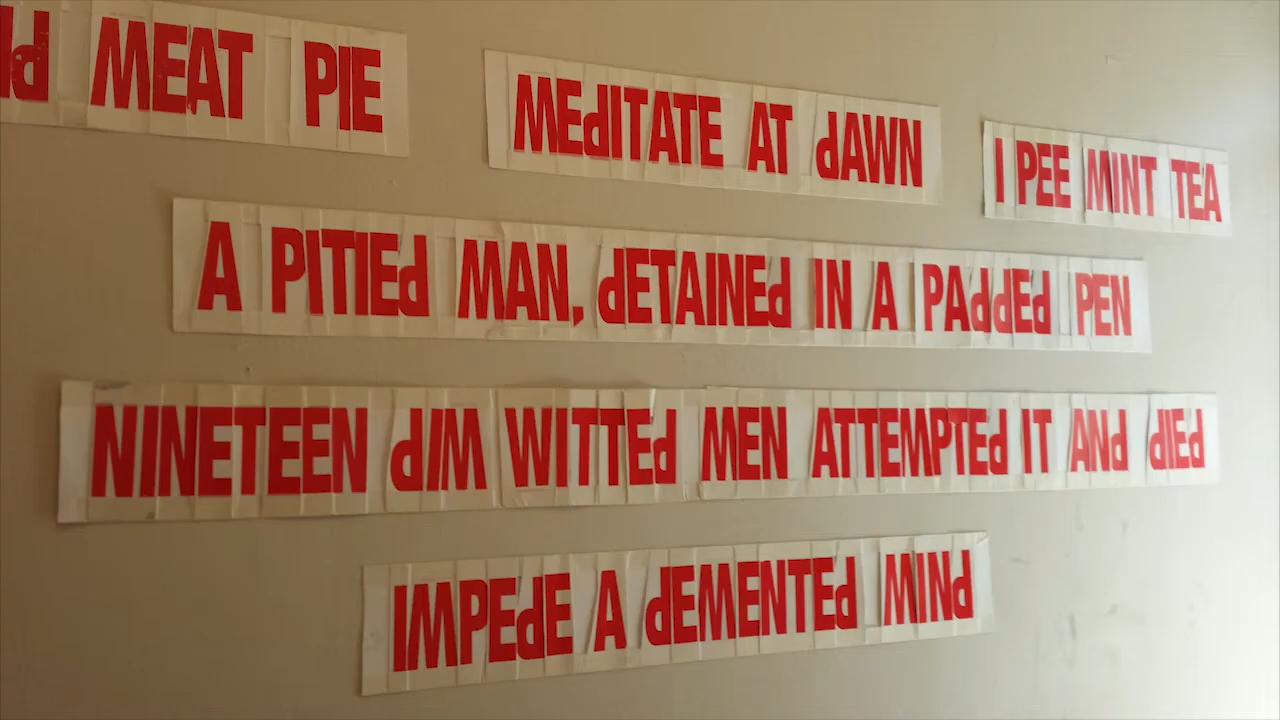 MEAT PIE
MEdITATE AT dAWN
I PEE MINT TEA
A PITIEd MAN, dETAINEd IN A PAddEd PEN
NINETEEN dIM WITTEd MEN ATTEMPTEd IT ANd dIEd
IMPEdE A dEMENTEd MINd